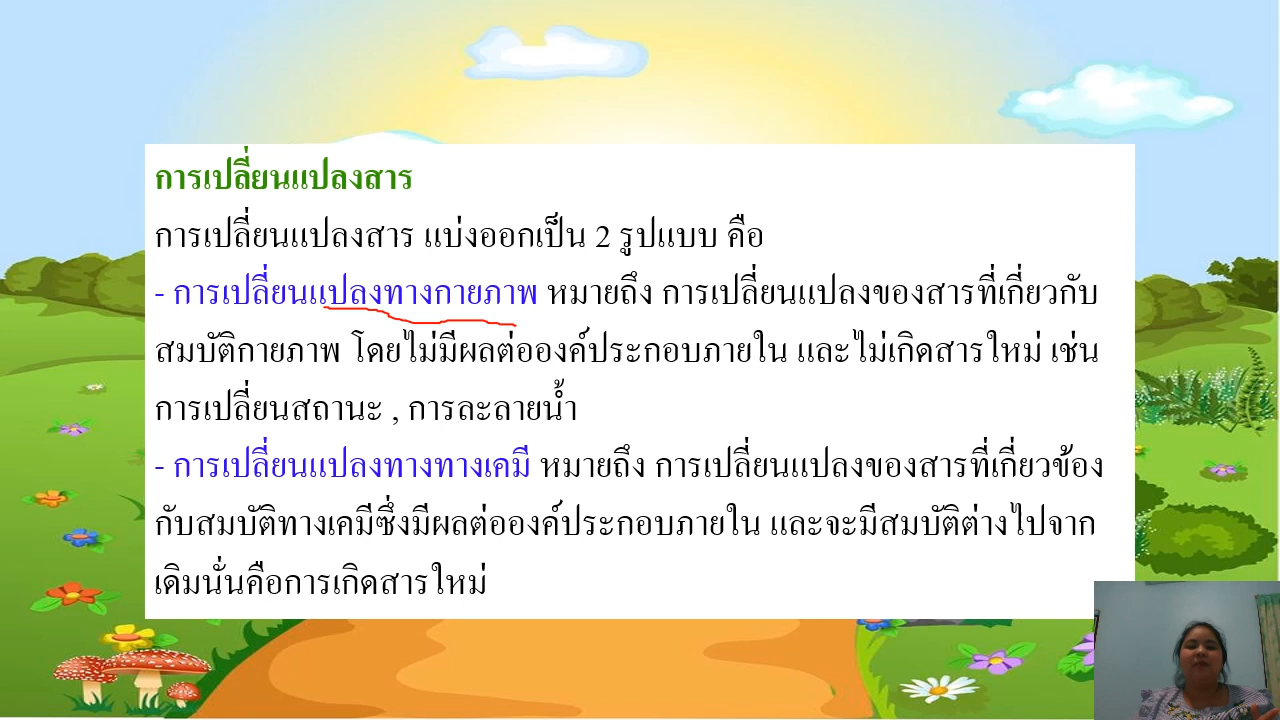 การเปลี่ยนแปลงสาร
การเปลี่ยนแปลงสาร แบ่งออกเป็น 2 รูปแบบ คือ
- การเปลี่ยนแปลงทางกายภาพ หมายถึง การเปลี่ยนแปลงของสารที่เกี่ยวกับ
สมบัติกายภาพ โดยไม่มีผลต่อองค์ประกอบภายใน และไม่เกิดสารใหม่ เช่น
การเปลี่ยนสถานะ , การละลายน้ำ
- การเปลี่ยนแปลงทางทางเคมี หมายถึง การเปลี่ยนแปลงของสารที่เกี่ยวข้อง
กับสมบัติทางเคมีซึ่งมีผลต่อองค์ประกอบภายใน และจะมีสมบัติต่างไปจาก
เดิมนั่นคือการเกิดสารใหม่